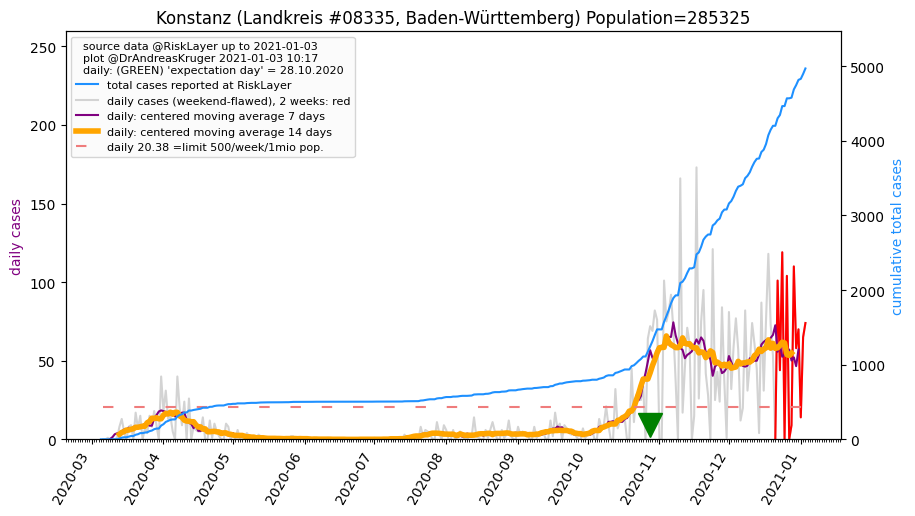 Konstanz (Landkreis #08335, Baden-Württemberg) Population=285325
source data @RiskLayer up to 2021-01-03
plot @DrAndreasKruger 2021-01-03 10:17
daily: (GREEN) 'expectation day' = 28.10.2020
total cases reported at RiskLayer
daily cases (weekend-flawed), 2 weeks: red
daily: centered moving average 7 days
daily: centered moving average 14 days
daily 20.38 =limit 500/week/1mio pop.
daily cases
250
200
150
100
50
0
cumulative total cases
5000
4000
3000
2000
1000
0
2020-03
2020-04
2020-05
2020-06
2020-07
2020-08
2020-09
2020-10
2020-11
2020-12
2021-01